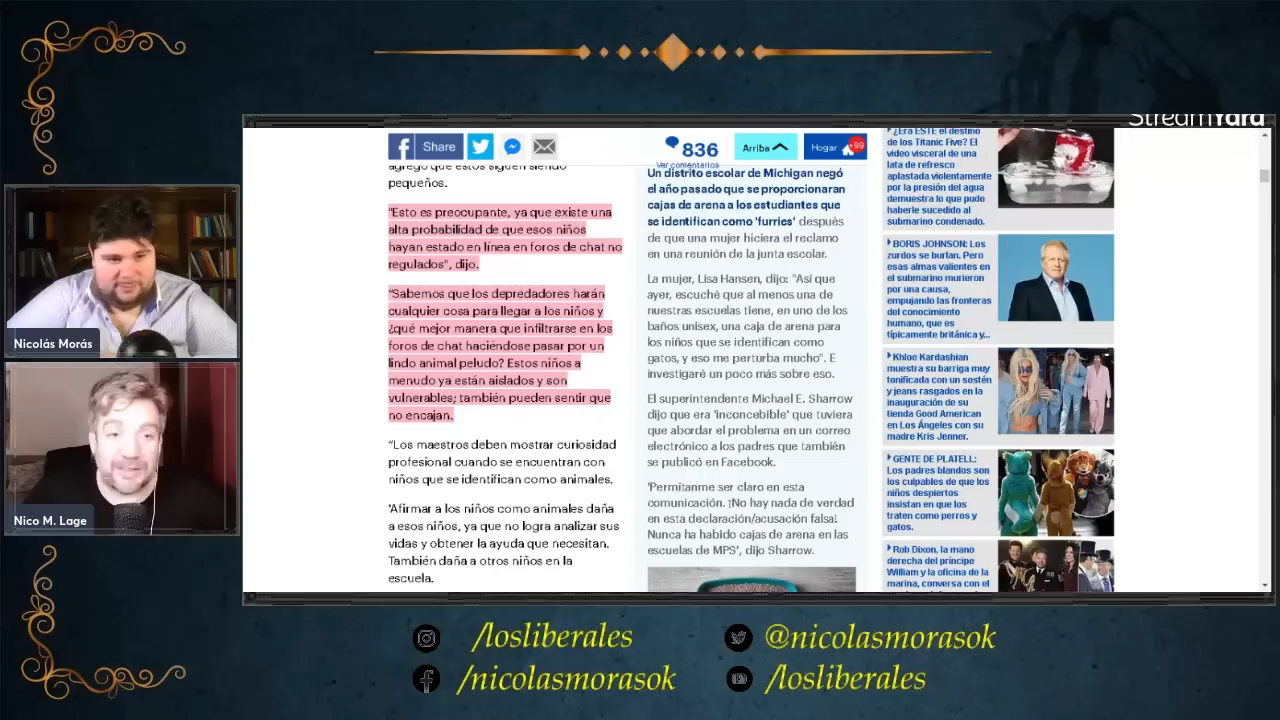 StreamYard
Nicolás Morás
Nico M. Lage
Share
836
Ver comentarios
Arriba
Hogar
99
agregó que estos siguen siendo
pequeños.
"Esto es preocupante, ya que existe una
alta probabilidad de que esos niños
hayan estado en línea en foros de chat no
regulados", dijo.
"Sabemos que los depredadores harán
cualquier cosa para llegar a los niños y
¿qué mejor manera que infiltrarse en los
foros de chat haciéndose pasar por un
lindo animal peludo? Estos niños a
menudo ya están aislados y son
vulnerables; también pueden sentir que
no encajan.
"Los maestros deben mostrar curiosidad
profesional cuando se encuentran con
niños que se identifican como animales.
'Afirmar a los niños como animales daña
a esos niños, ya que no logra analizar sus
vidas y obtener la ayuda que necesitan.
También daña a otros niños en la
escuela.
Un distrito escolar de Michigan negó
el año pasado que se proporcionaran
cajas de arena a los estudiantes que
se identifican como 'furries' después
de que una mujer hiciera el reclamo
en una reunión de la junta escolar.
La mujer, Lisa Hansen, dijo: "Así que
ayer, escuché que al menos una de
nuestras escuelas tiene, en uno de los
baños unisex, una caja de arena para
los niños que se identifican como
gatos, y eso me perturba mucho". E
investigaré un poco más sobre eso.
El superintendente Michael E. Sharrow
dijo que era 'inconcebible' que tuviera
que abordar el problema en un correo
electrónico a los padres que también
se publicó en Facebook.
'Permítanme ser claro en esta
comunicación. ¡No hay nada de verdad
en esta declaración/acusación falsa!
Nunca ha habido cajas de arena en las
escuelas de MPS', dijo Sharrow.
¿Era ESTE el destino
de los Titanic Five? El
video visceral de una
lata de refresco
aplastada violentamente
por la presión del agua
demuestra lo que pudo
haberle sucedido al
submarino condenado.
BORIS JOHNSON: Los
zurdos se burlan. Pero
esas almas valientes en
el submarino murieron
por una causa,
empujando las fronteras
del conocimiento
humano, que es
típicamente británica y...
Khloe Kardashian
muestra su barriga muy
tonificada con un sostén
y jeans rasgados en la
inauguración de su
tienda Good American
en Los Ángeles con su
madre Kris Jenner.
GENTE DE PLATELL:
Los padres blandos son
los culpables de que los
niños despiertos
insistan en que los
traten como perros y
gatos.
Rob Dixon, la mano
derecha del príncipe
William y la oficina de la
marina, conversa con el
/losliberales
@nicolasmorasok
/nicolasmorasok
/losliberales